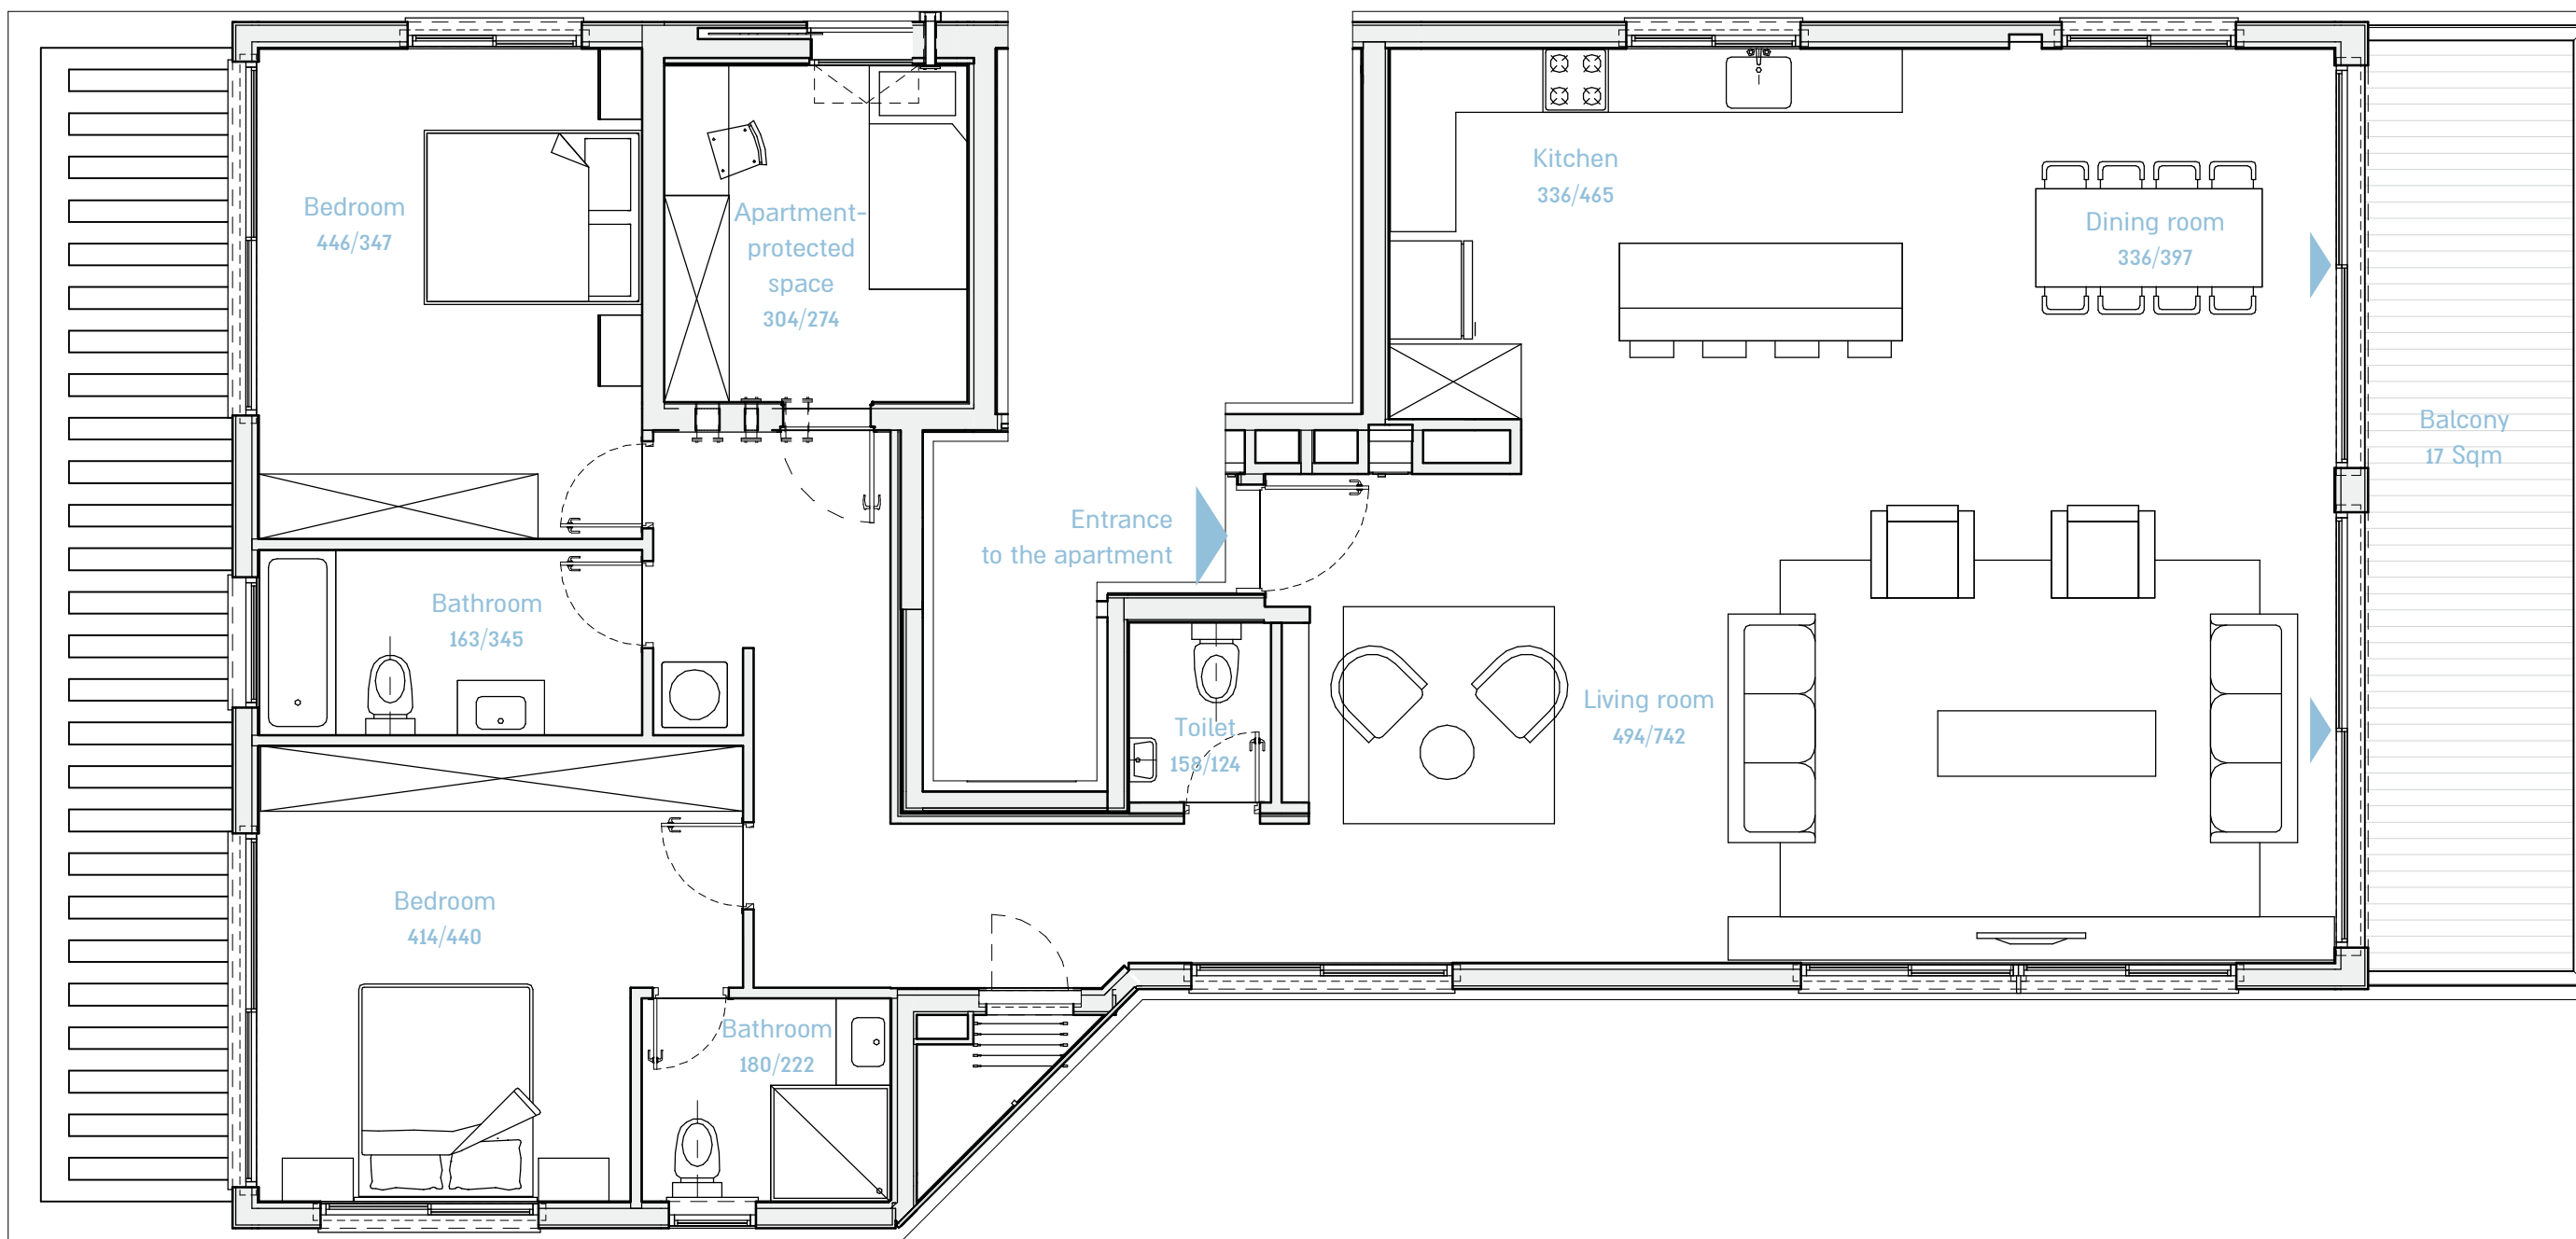 Bedroom
446/347
Apartment-
protected
space
304/274
Kitchen
336/465
Dining room
336/397
Balcony
17 Sqm
Entrance
to the apartment
Bathroom
163/345
Toilet
158/124
Living room
494/742
Bedroom
414/440
Bathroom
180/222